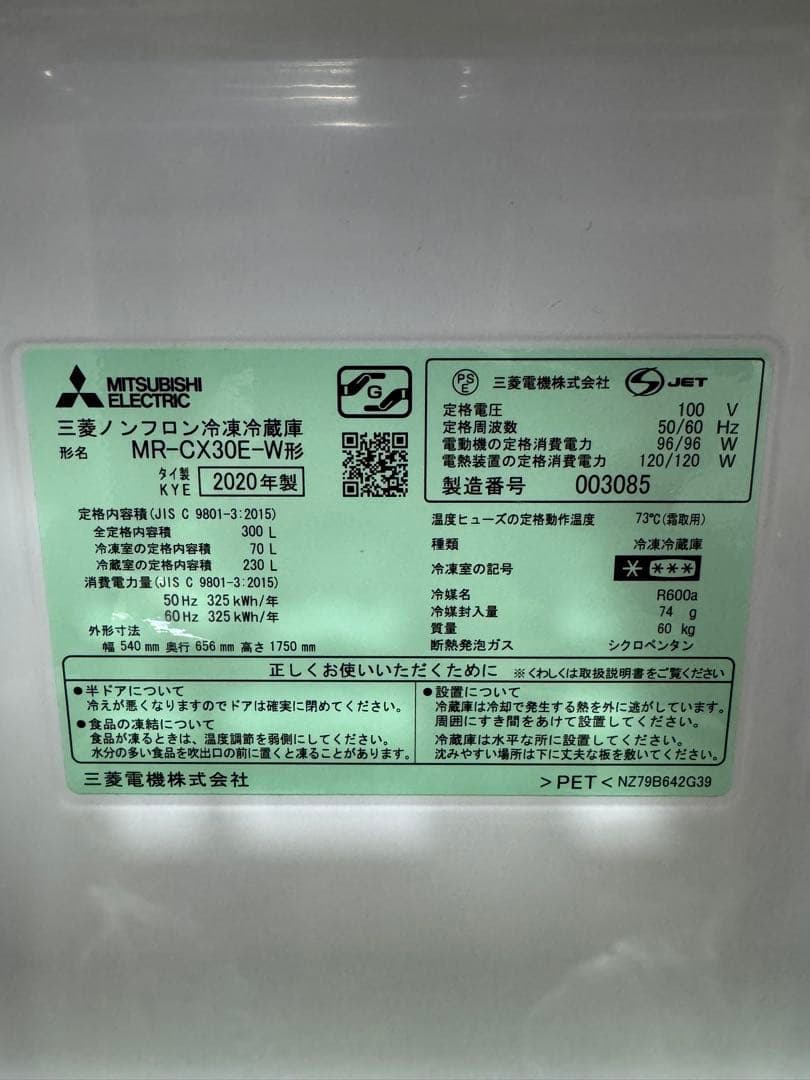 MITSUBISHI
ELECTRIC
G
三菱ノンフロン冷凍冷蔵庫
形名 MR-CX30E-W形
タイ製
KYE 2020年製
定格内容積(JIS C 9801-3:2015)
全定格内容積 300 L
冷凍室の定格内容積 70 L
冷蔵室の定格内容積 230 L
消費電力量(JIS C 9801-3:2015)
50Hz 325 kWh/年
60Hz 325 kWh/年
外形寸法
幅 540 mm 奥行 656 mm 高さ 1750 mm
PS
E 三菱電機株式会社 JET
定格電圧 100 V
定格周波数 50/60 Hz
電動機の定格消費電力 96/96 W
電熱装置の定格消費電力 120/120 W
製造番号 003085
温度ヒューズの定格動作温度 73℃(霜取用)
種類 冷凍冷蔵庫
冷凍室の記号 * ***
冷媒名 R600a
冷媒封入量 74 g
質量 60 kg
断熱発泡ガス シクロペンタン
正しくお使いいただくために ※くわしくは取扱説明書をご覧ください
●半ドアについて
冷えが悪くなりますのでドアは確実に閉めてください。
●食品の凍結について
食品が凍るときは、温度調節を弱側にしてください。
水分の多い食品を吹出口の前に置くと凍ることがあります。
●設置について
冷蔵庫は冷却で発生する熱を外に逃がしています。
周囲にすき間をあけて設置してください。
冷蔵庫は水平な所に設置してください。
沈みやすい場所は下に丈夫な板を敷いてください。
三菱電機株式会社 >PET< NZ79B642G39